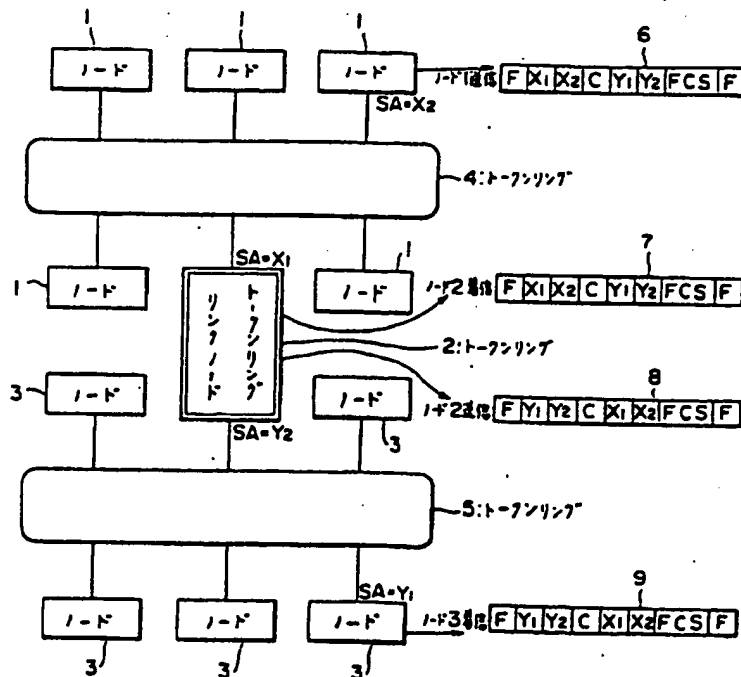 1
1
1
6
ノード
ノード
ノード
ノード1送信
F X1 X2 C Y1 Y2 FCS F
SA=X2
4:トークンリング
SA=X1
1
7
1
ノード
ノード
ノード2着信
F X1 X2 C Y1 Y2 FCS F
トークンリング
リンクノード
2:トークンリング
8
3
ノード
ノード
ノード2送信
F Y1 Y2 C X1 X2 FCS F
SA=Y2
3
5:トークンリング
SA=Y1
9
ノード
ノード
ノード
ノード3着信
F Y1 Y2 C X1 X2 FCS F
3
3
3